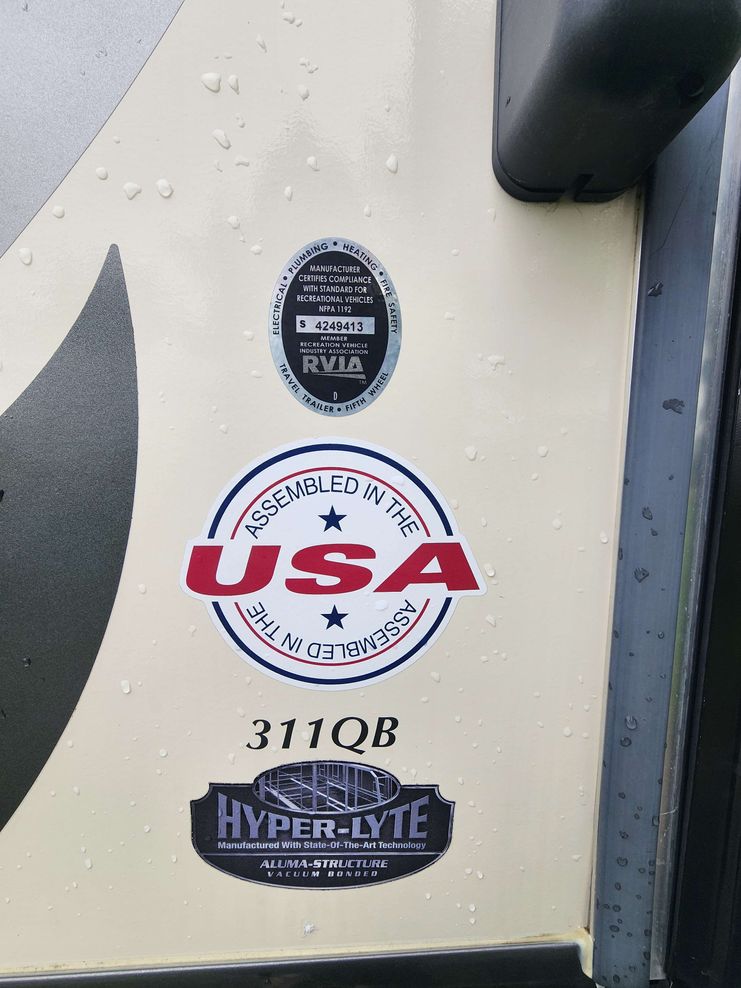 ELECTRICAL • PLUMBING • HEATING • FIRE SAFETY
MANUFACTURER
CERTIFIES COMPLIANCE
WITH STANDARD FOR
RECREATIONAL VEHICLES
NFPA 1192
S 4249413
MEMBER
RECREATION VEHICLE
INDUSTRY ASSOCIATION
RVIA
TM
D
TRAVEL TRAILER • FIFTH WHEEL
ASSEMBLED IN THE
USA
ASSEMBLED IN THE
311QB
HYPER-LYTE
Manufactured With State-Of-The-Art Technology
ALUMA-STRUCTURE
VACUUM BONDED